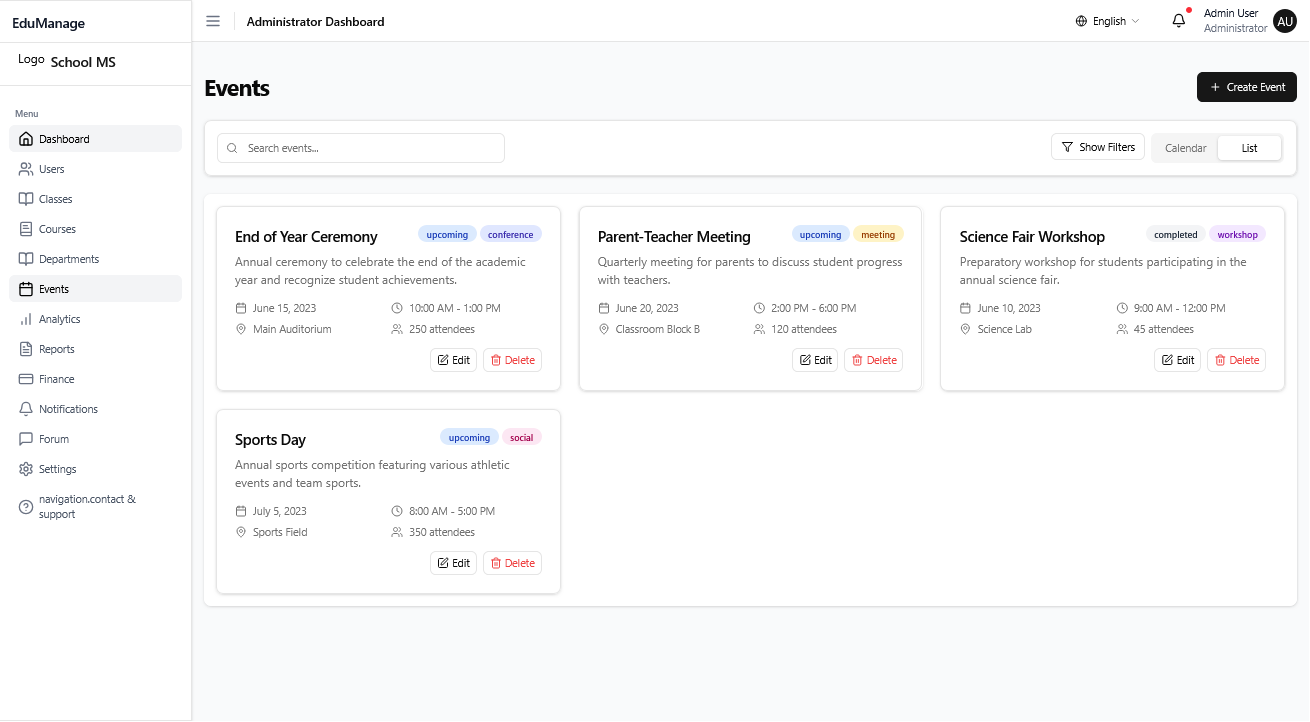 EduManage
Logo School MS
Menu
Dashboard
Users
Classes
Courses
Departments
Events
Analytics
Reports
Finance
Notifications
Forum
Settings
navigation.contact &
support
Administrator Dashboard
English
Admin User
Administrator
AU
Events
Create Event
Search events...
Show Filters
Calendar
List
End of Year Ceremony
upcoming
conference
Annual ceremony to celebrate the end of the academic
year and recognize student achievements.
June 15, 2023
10:00 AM - 1:00 PM
Main Auditorium
250 attendees
Edit
Delete
Parent-Teacher Meeting
upcoming
meeting
Quarterly meeting for parents to discuss student progress
with teachers.
June 20, 2023
2:00 PM - 6:00 PM
Classroom Block B
120 attendees
Edit
Delete
Science Fair Workshop
completed
workshop
Preparatory workshop for students participating in the
annual science fair.
June 10, 2023
9:00 AM - 12:00 PM
Science Lab
45 attendees
Edit
Delete
Sports Day
upcoming
social
Annual sports competition featuring various athletic
events and team sports.
July 5, 2023
8:00 AM - 5:00 PM
Sports Field
350 attendees
Edit
Delete